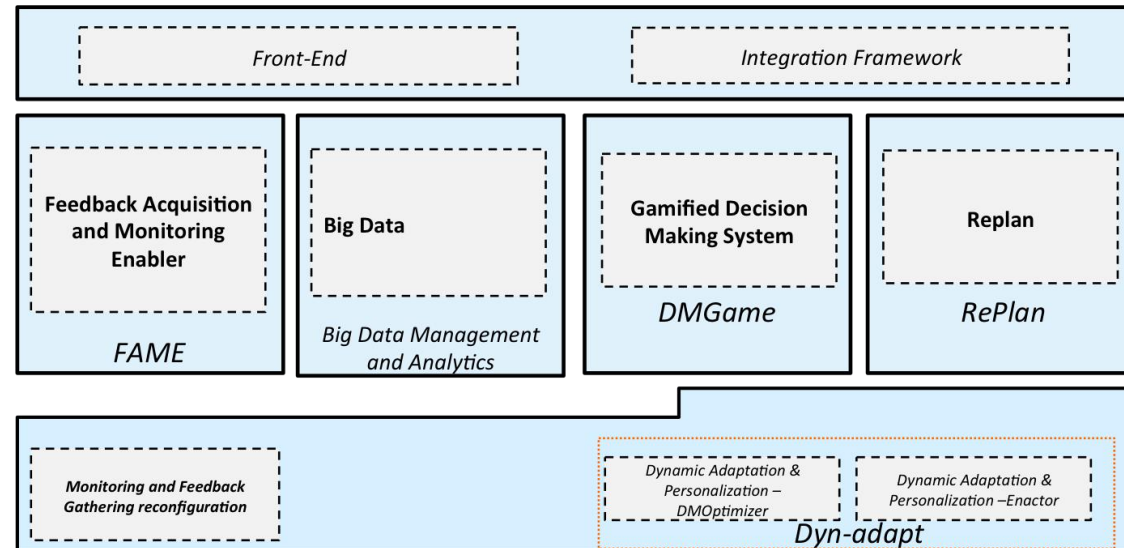 Front-End
Integration Framework
Feedback Acquisition
and Monitoring
Enabler
FAME
Big Data
Big Data Management
and Analytics
Gamified Decision
Making System
DMGame
Replan
RePlan
Monitoring and Feedback
Gathering reconfiguration
Dynamic Adaptation &
Personalization –
DMOptimizer
Dynamic Adaptation &
Personalization –Enactor
Dyn-adapt